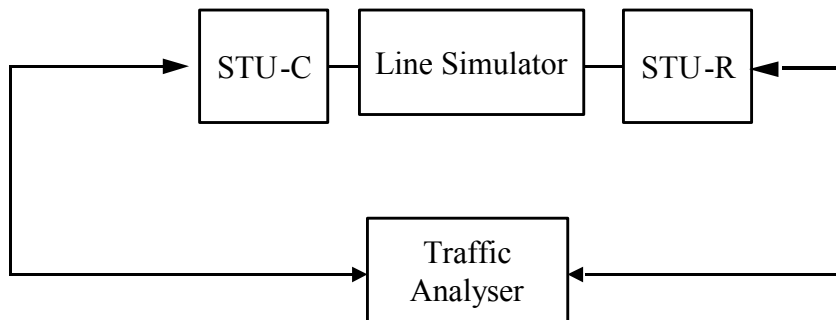 STU-C
Line Simulator
STU-R
Traffic
Analyser